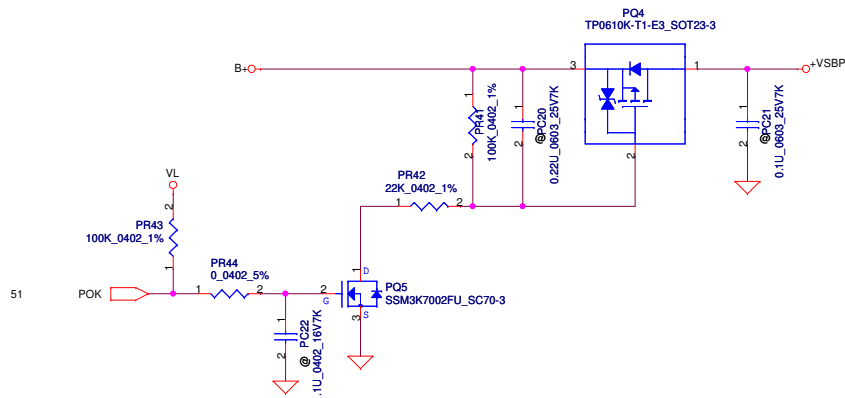 PQ4
TP0610K-T1-E3_SOT23-3
B+
3
1
+VSBP
1
PR41
100K_0402_1%
2
1
@PC20
0.22U_0603_25V7K
2
2
1
@PC21
0.1U_0603_25V7K
2
VL
2
PR43
100K_0402_1%
1
PR42
22K_0402_1%
1
2
51
POK
PR44
0_0402_5%
1
2
1
D
2
G
PQ5
SSM3K7002FU_SC70-3
S
3
1
@ PC22
.1U_0402_16V7K
2